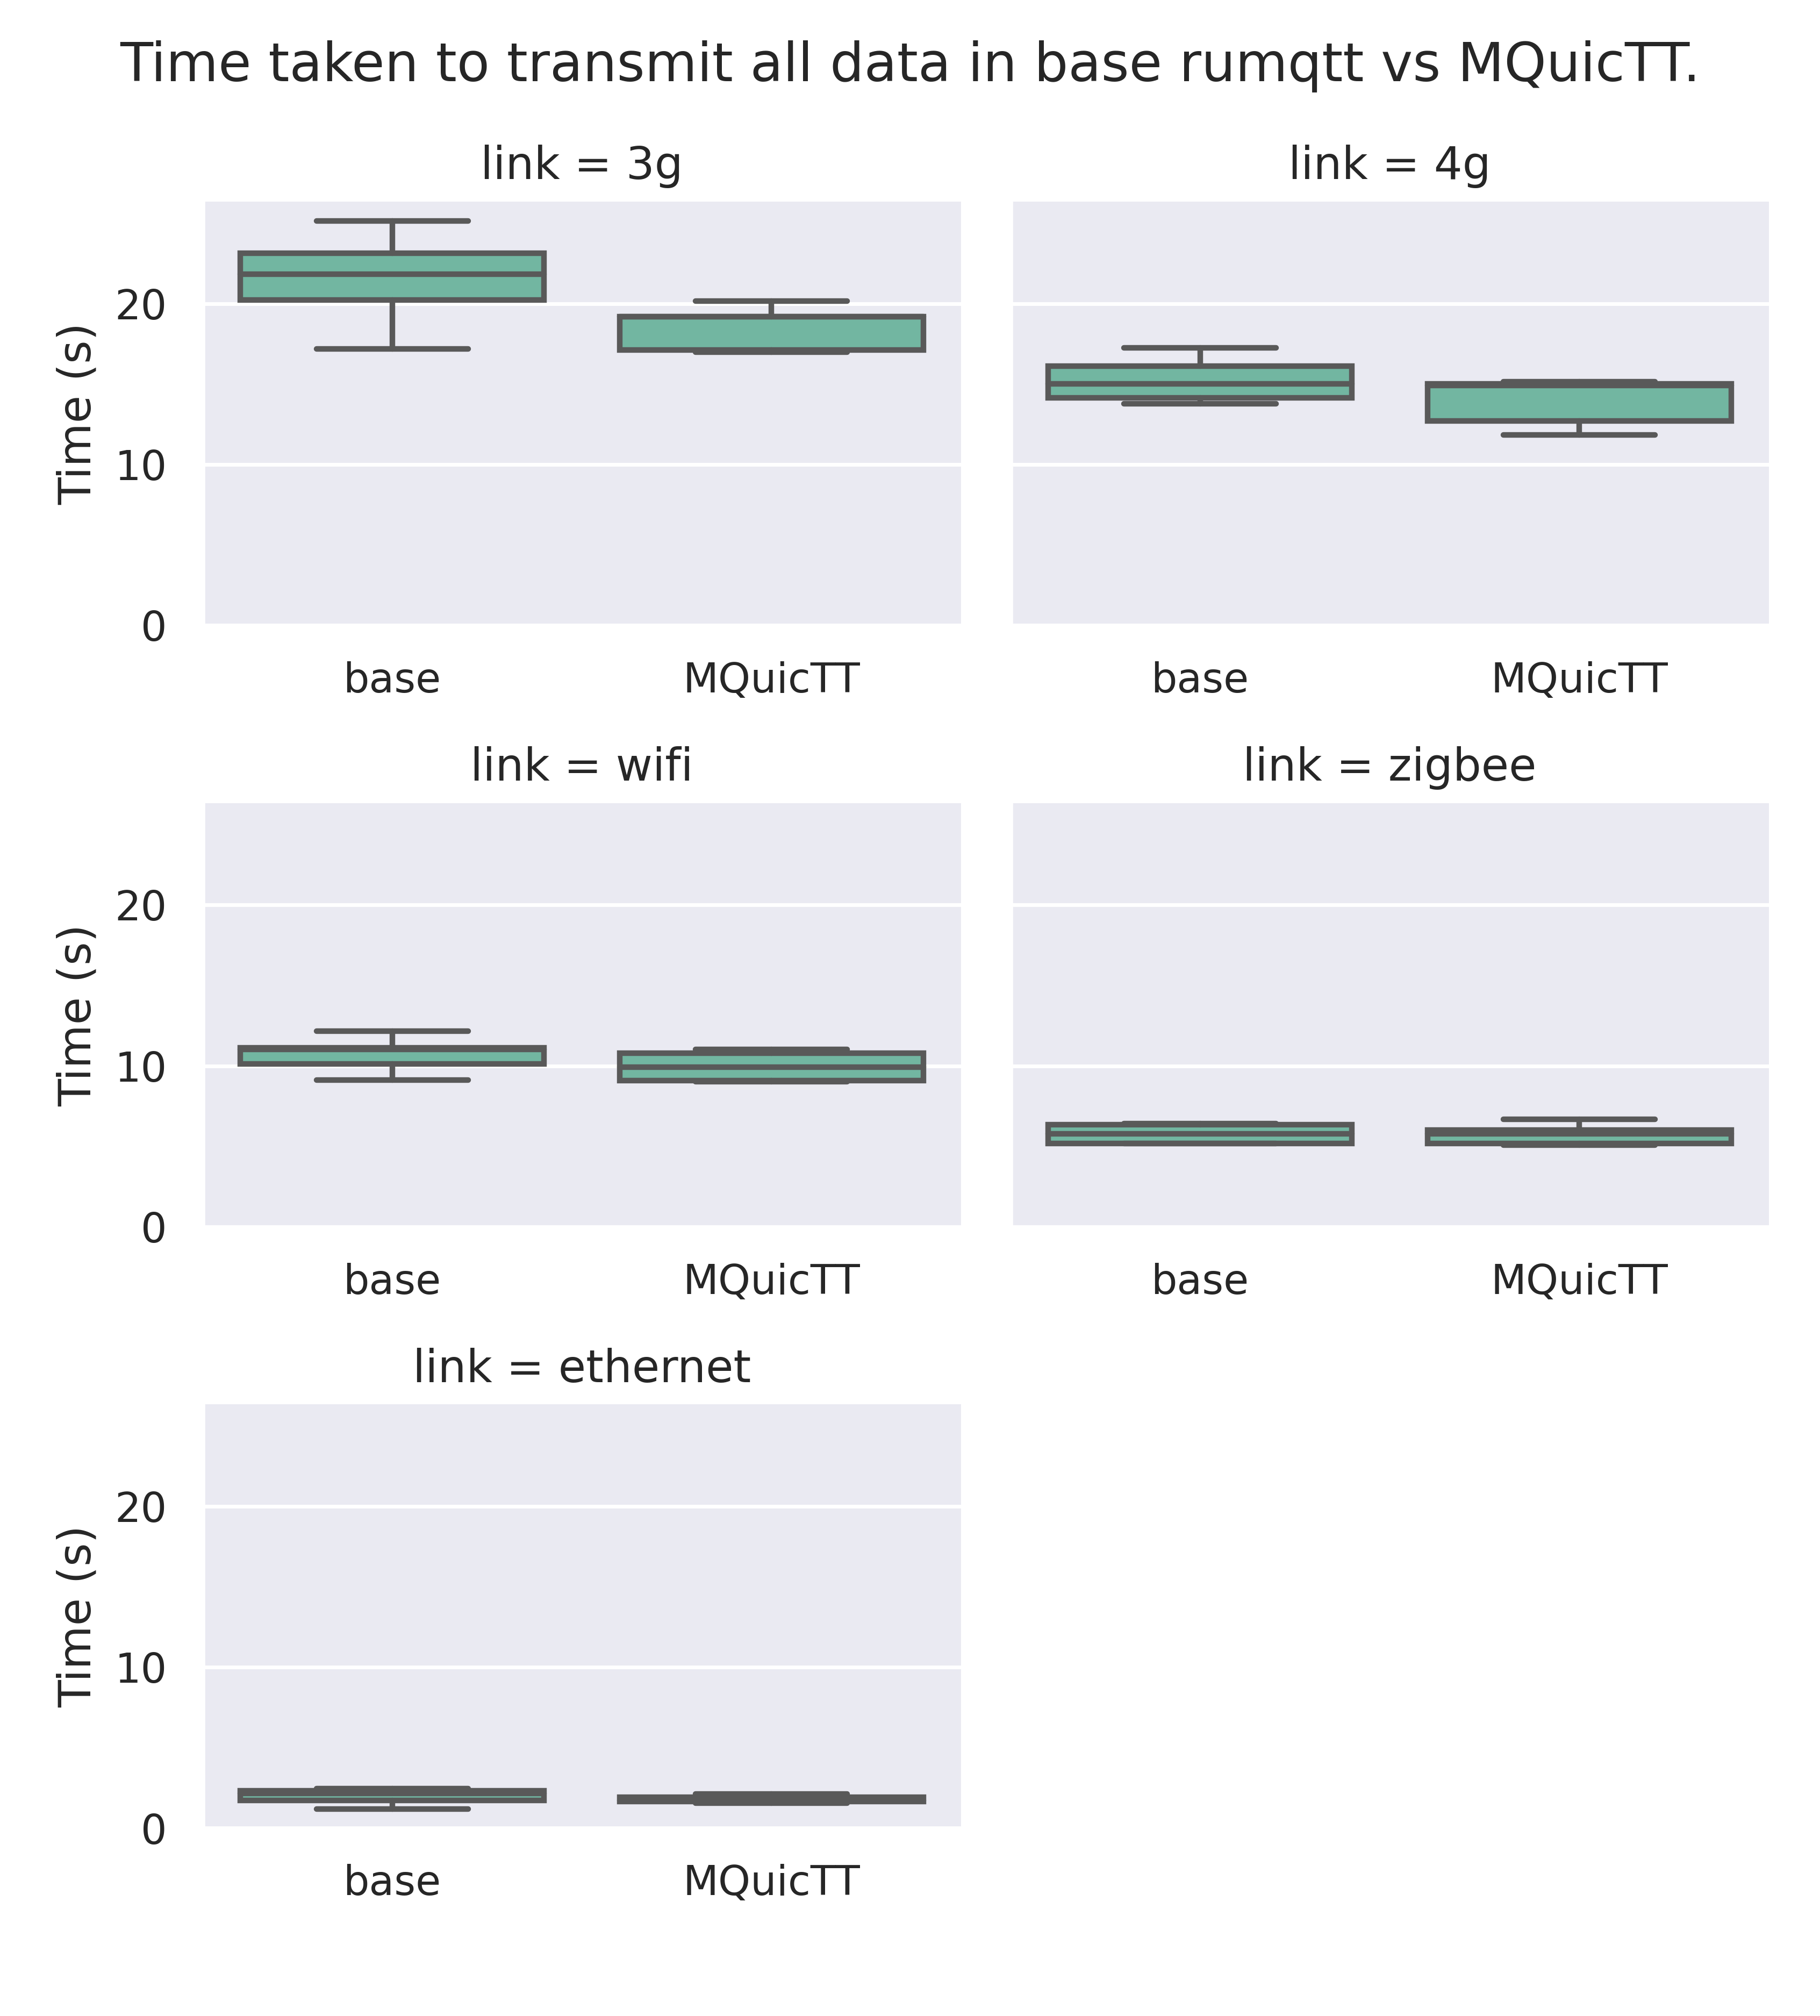 Time taken to transmit all data in base rumqtt vs MQuicTT.
link = 3g
link = 4g
Time (s)
20
10
0
base
MQuicTT
base
MQuicTT
link = wifi
link = zigbee
Time (s)
20
10
0
base
MQuicTT
base
MQuicTT
link = ethernet
Time (s)
20
10
0
base
MQuicTT